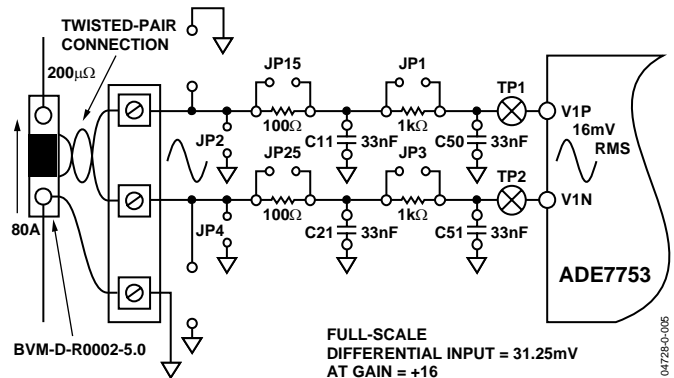 TWISTED-PAIR
CONNECTION
200μΩ
80A
BVM-D-R0002-5.0
JP2
JP4
JP15
100Ω
C11
33nF
JP1
1kΩ
C50
33nF
TP1
V1P
16mV
RMS
JP25
100Ω
C21
33nF
JP3
1kΩ
C51
33nF
TP2
V1N
ADE7753
FULL-SCALE
DIFFERENTIAL INPUT = 31.25mV
AT GAIN = +16
04728-0-005